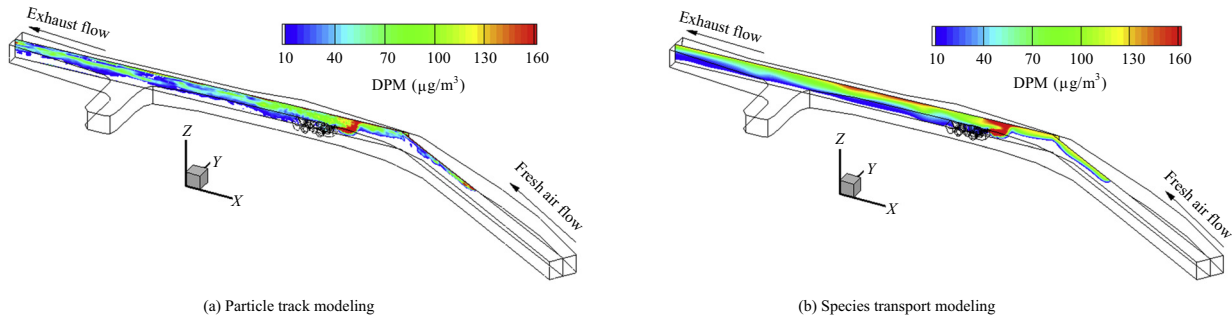 Exhaust flow
10 40 70 100 130 160
DPM (µg/m³)
Z
Y
X
Fresh air flow
(a) Particle track modeling
Exhaust flow
10 40 70 100 130 160
DPM (µg/m³)
Z
Y
X
Fresh air flow
(b) Species transport modeling